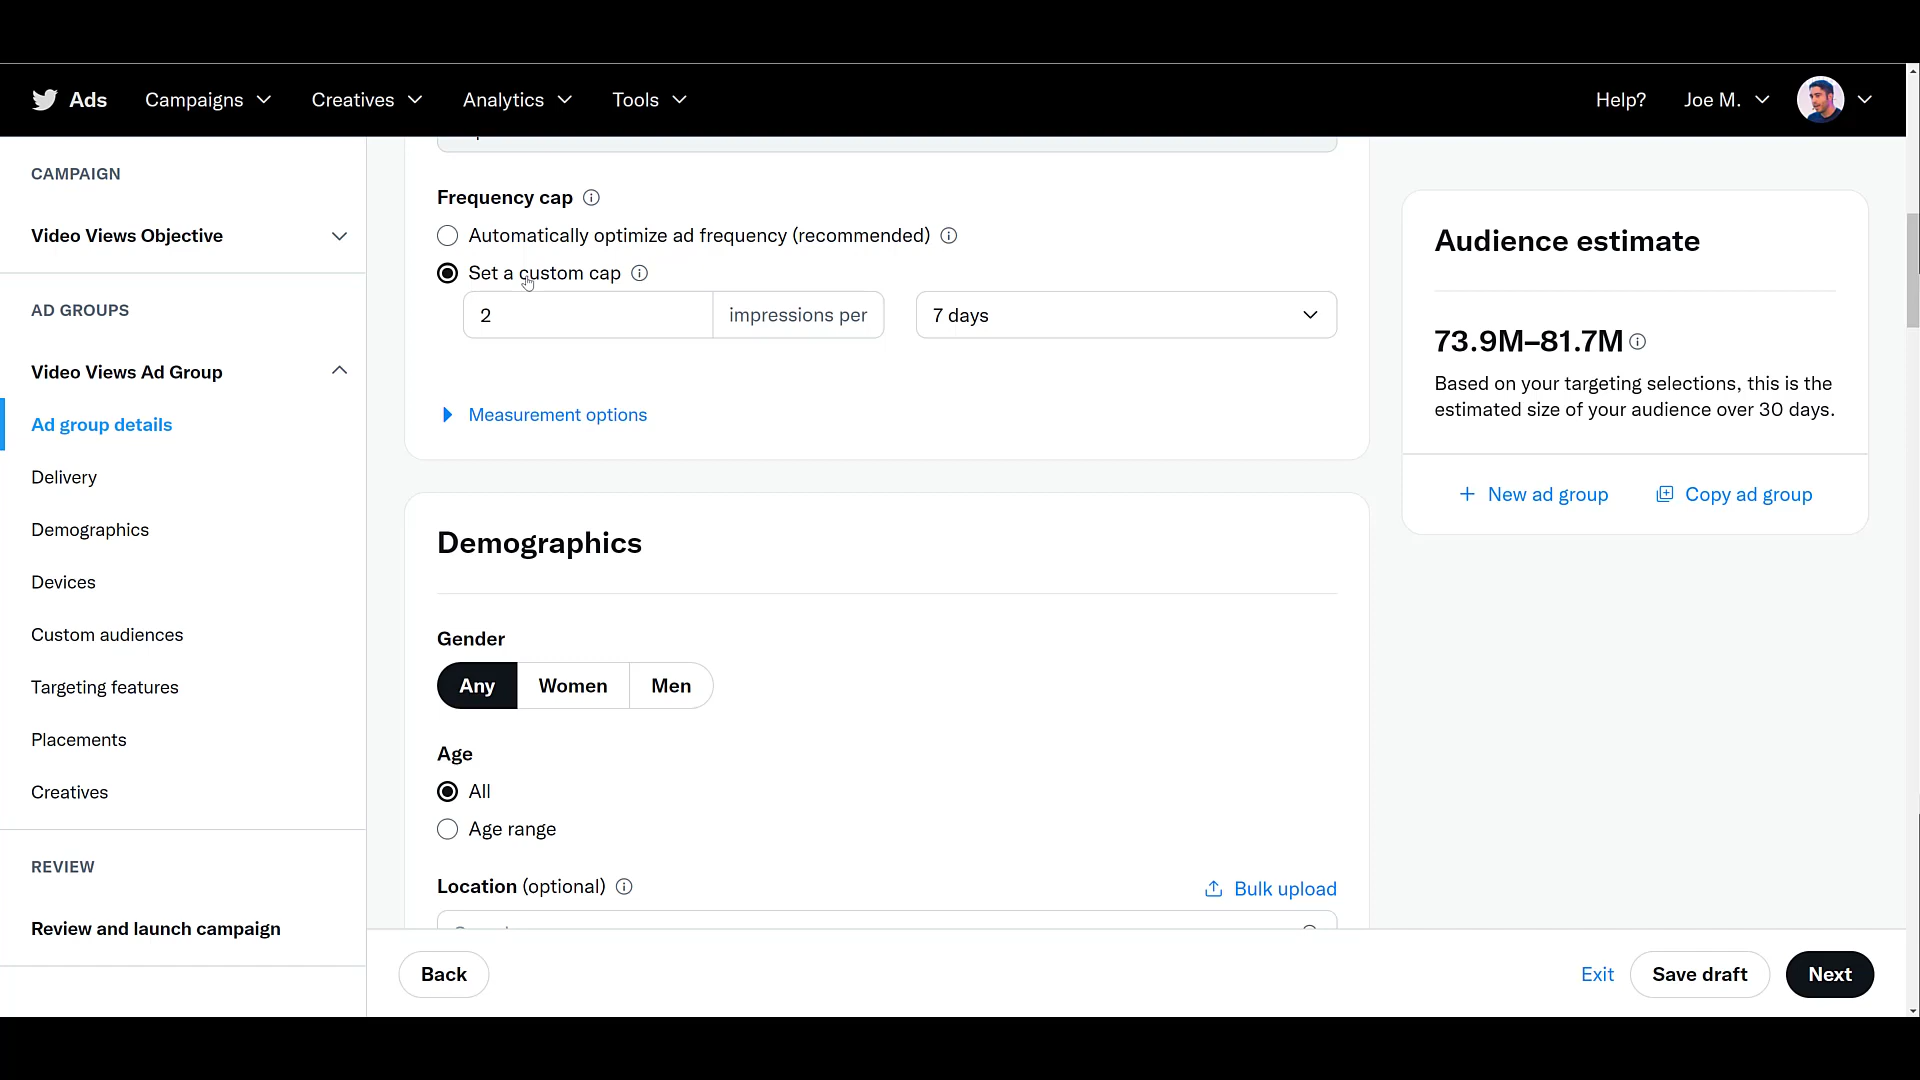 Ads Campaigns Creatives Analytics Tools Help? Joe M.
CAMPAIGN
Video Views Objective
AD GROUPS
Video Views Ad Group
Ad group details
Delivery
Demographics
Devices
Custom audiences
Targeting features
Placements
Creatives
REVIEW
Review and launch campaign
Frequency cap
Automatically optimize ad frequency (recommended)
Set a custom cap
2 impressions per 7 days
Measurement options
Demographics
Gender
Any Women Men
Age
All
Age range
Location (optional) Bulk upload
Audience estimate
73.9M–81.7M
Based on your targeting selections, this is the
estimated size of your audience over 30 days.
New ad group Copy ad group
Back Exit Save draft Next